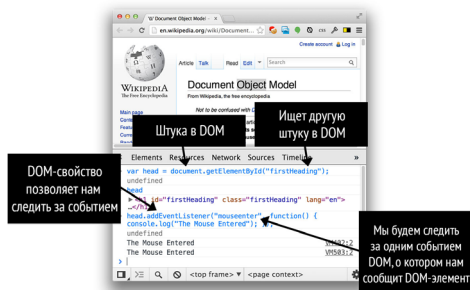 'W' Document Object Model - ×
en.wikipedia.org/wiki/Document...
Create account Log in
Article Talk Read Edit Search
WIKIPEDIA
The Free Encyclopedia
Document Object Model
From Wikipedia, the free encyclopedia
Not to be confused with
Main page
Штука в DOM
Ищет другую
штуку в DOM
Elements Resources Network Sources Timeline »
var head = document.getElementById("firstHeading");
undefined
head
<h1 id="firstHeading" class="firstHeading" lang="en">
…</h1>
DOM-свойство
позволяет нам
следить за событием
head.addEventListener("mouseenter", function() {
console.log("The Mouse Entered"); });
undefined
The Mouse Entered
The Mouse Entered VM503:2
Мы будем следить
за одним событием
DOM, о котором нам
сообщит DOM-элемент
<top frame> ▼ <page context>